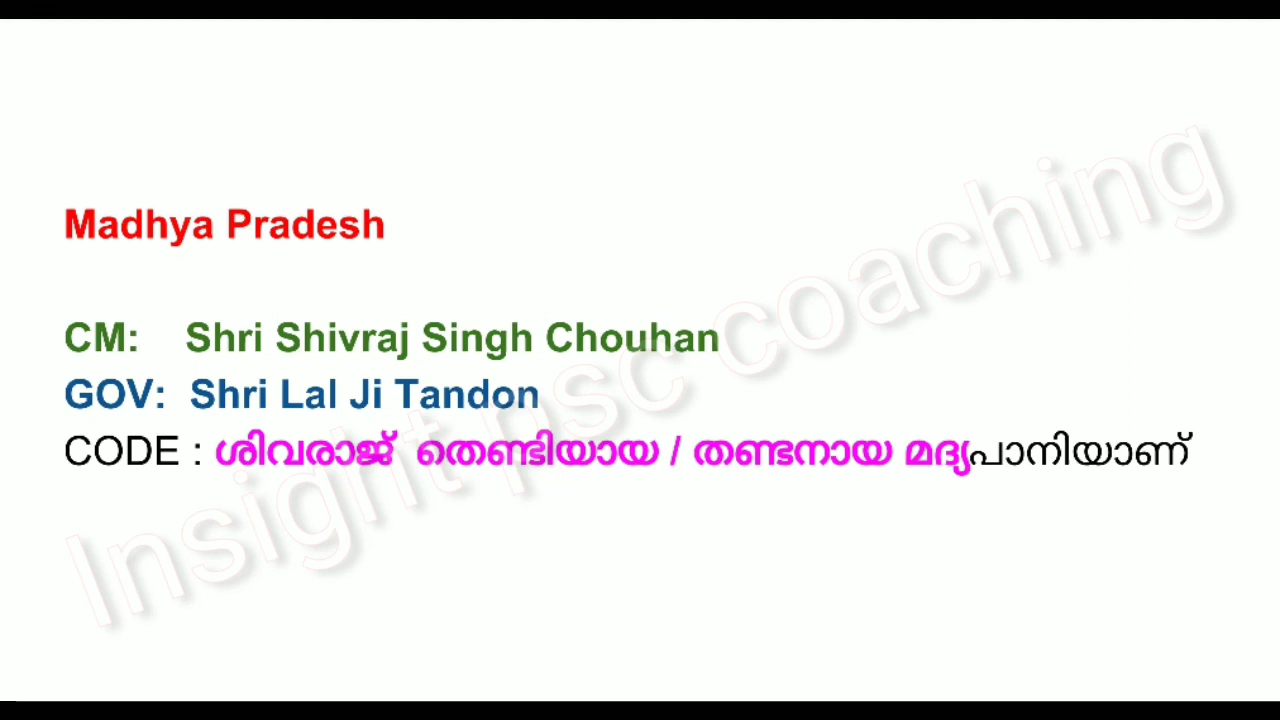 Madhya Pradesh
CM: Shri Shivraj Singh Chouhan
GOV: Shri Lal Ji Tandon
CODE : ശിവരാജ് തെണ്ടിയായ / തണ്ടനായ മദ്യപാനിയാണ്
Insight psc coaching